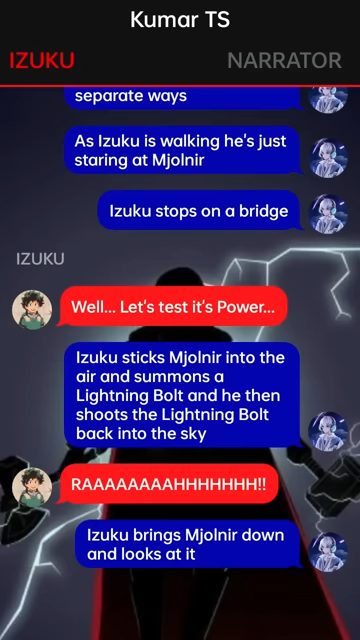 Kumar TS
IZUKU
NARRATOR
separate ways
As Izuku is walking he's just
staring at Mjolnir
Izuku stops on a bridge
IZUKU
Well... Let's test it's Power...
Izuku sticks Mjolnir into the
air and summons a
Lightning Bolt and he then
shoots the Lightning Bolt
back into the sky
RAAAAAAAAHHHHHHH!!
Izuku brings Mjolnir down
and looks at it